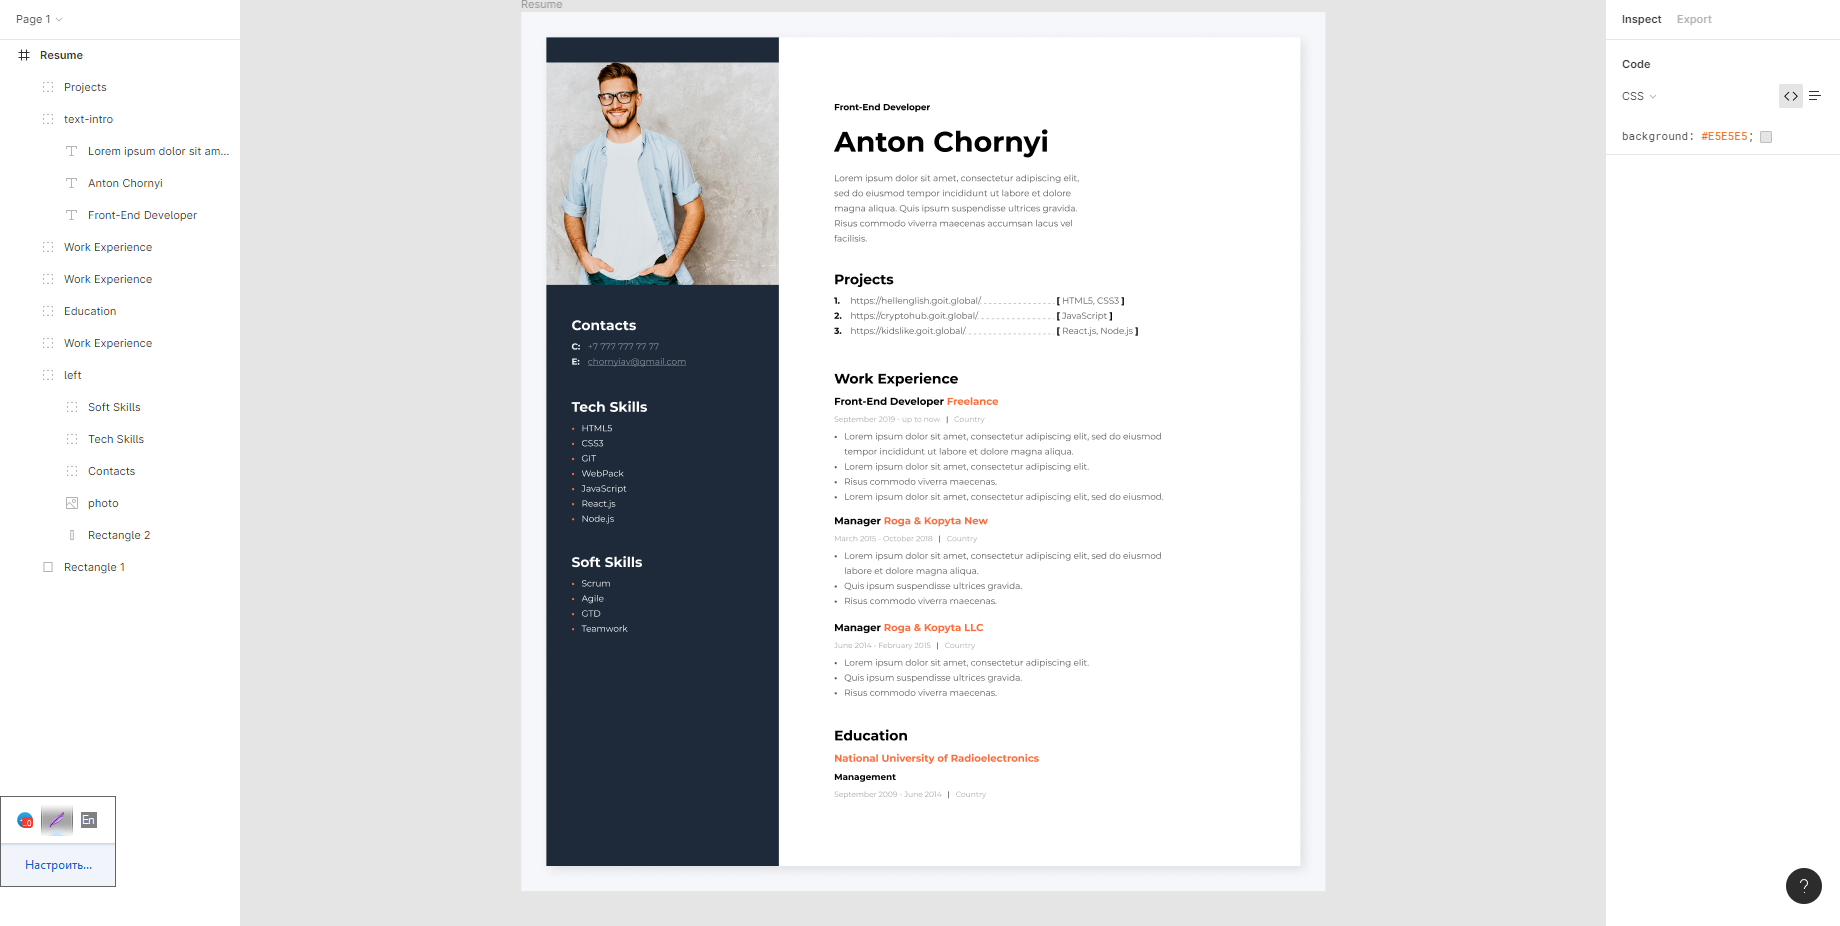 Page 1
Resume
Projects
text-intro
Lorem ipsum dolor sit am...
Anton Chornyi
Front-End Developer
Work Experience
Work Experience
Education
Work Experience
left
Soft Skills
Tech Skills
Contacts
photo
Rectangle 2
Rectangle 1
En
Настроить...
Resume
Contacts
C: +7 777 777 77 77
E: chornyiav@gmail.com
Tech Skills
• HTML5
• CSS3
• GIT
• WebPack
• JavaScript
• React.js
• Node.js
Soft Skills
• Scrum
• Agile
• GTD
• Teamwork
Front-End Developer
Anton Chornyi
Lorem ipsum dolor sit amet, consectetur adipiscing elit,
sed do eiusmod tempor incididunt ut labore et dolore
magna aliqua. Quis ipsum suspendisse ultrices gravida.
Risus commodo viverra maecenas accumsan lacus vel
facilisis.
Projects
1. https://hellenglish.goit.global/ [ HTML5, CSS3 ]
2. https://cryptohub.goit.global/ [ JavaScript ]
3. https://kidslike.goit.global/ [ React.js, Node.js ]
Work Experience
Front-End Developer Freelance
September 2019 - up to now | Country
• Lorem ipsum dolor sit amet, consectetur adipiscing elit, sed do eiusmod
tempor incididunt ut labore et dolore magna aliqua.
• Lorem ipsum dolor sit amet, consectetur adipiscing elit.
• Risus commodo viverra maecenas.
• Lorem ipsum dolor sit amet, consectetur adipiscing elit, sed do eiusmod.
Manager Roga & Kopyta New
March 2015 - October 2018 | Country
• Lorem ipsum dolor sit amet, consectetur adipiscing elit, sed do eiusmod
labore et dolore magna aliqua.
• Quis ipsum suspendisse ultrices gravida.
• Risus commodo viverra maecenas.
Manager Roga & Kopyta LLC
June 2014 - February 2015 | Country
• Lorem ipsum dolor sit amet, consectetur adipiscing elit.
• Quis ipsum suspendisse ultrices gravida.
• Risus commodo viverra maecenas.
Education
National University of Radioelectronics
Management
September 2009 - June 2014 | Country
Inspect Export
Code
CSS
background: #E5E5E5;
?